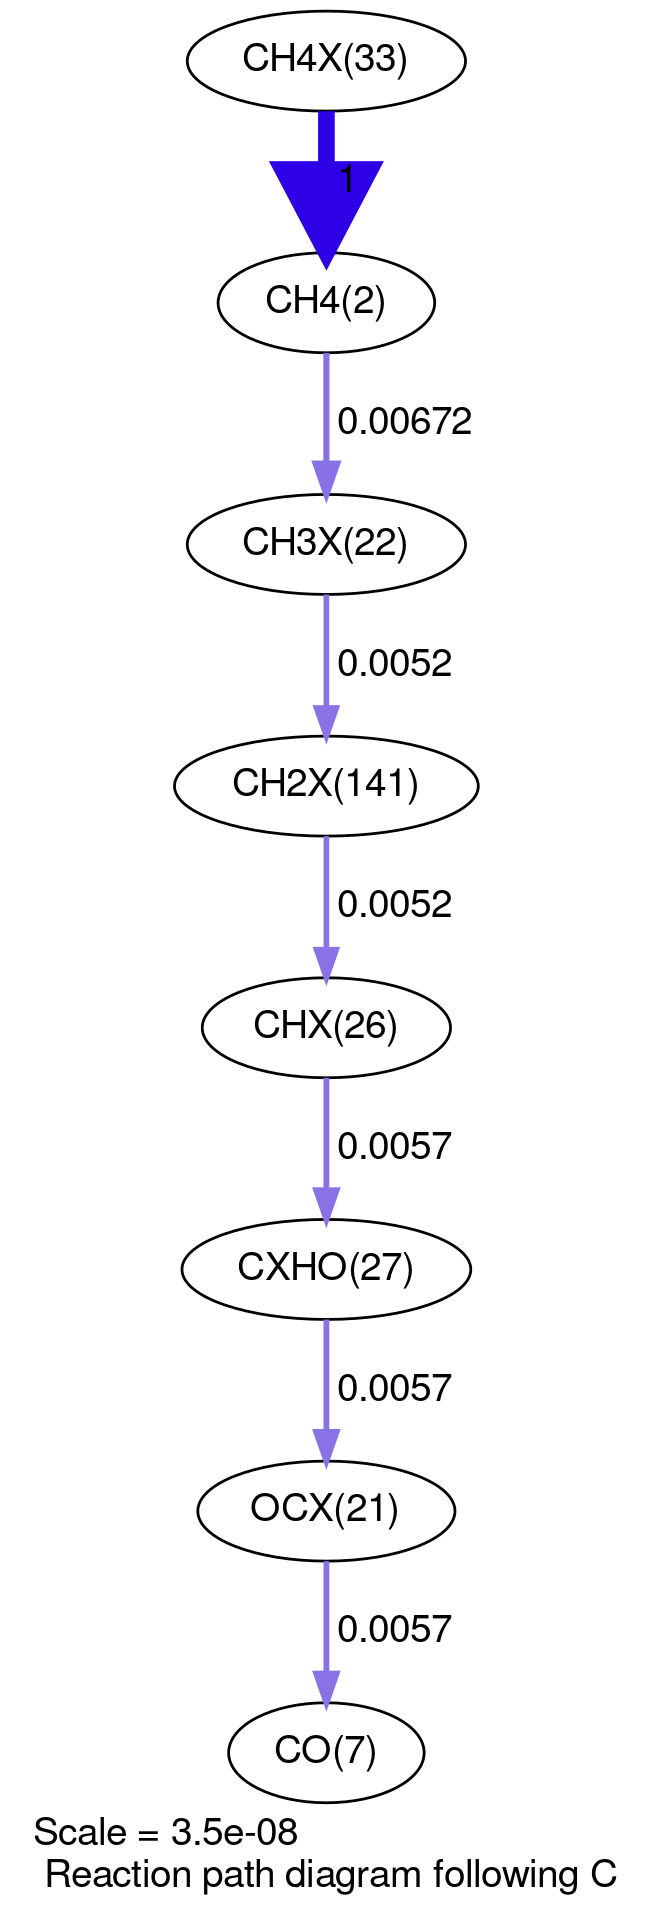 CH4X(33)
1
CH4(2)
0.00672
CH3X(22)
0.0052
CH2X(141)
0.0052
CHX(26)
0.0057
CXHO(27)
0.0057
OCX(21)
0.0057
CO(7)
Scale = 3.5e-08
Reaction path diagram following C